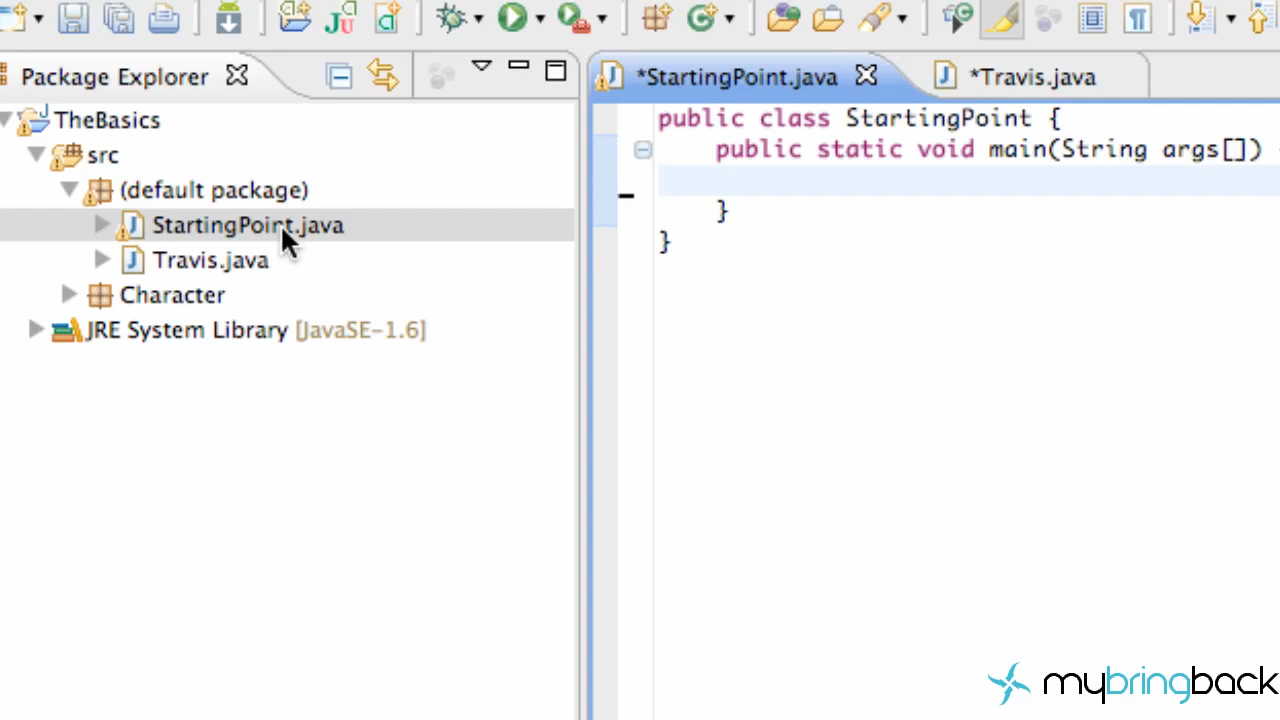 Package Explorer
*StartingPoint.java
*Travis.java
TheBasics
src
(default package)
StartingPoint.java
Travis.java
Character
JRE System Library [JavaSE-1.6]
public class StartingPoint {
public static void main(String args[])
}
}
mybringback